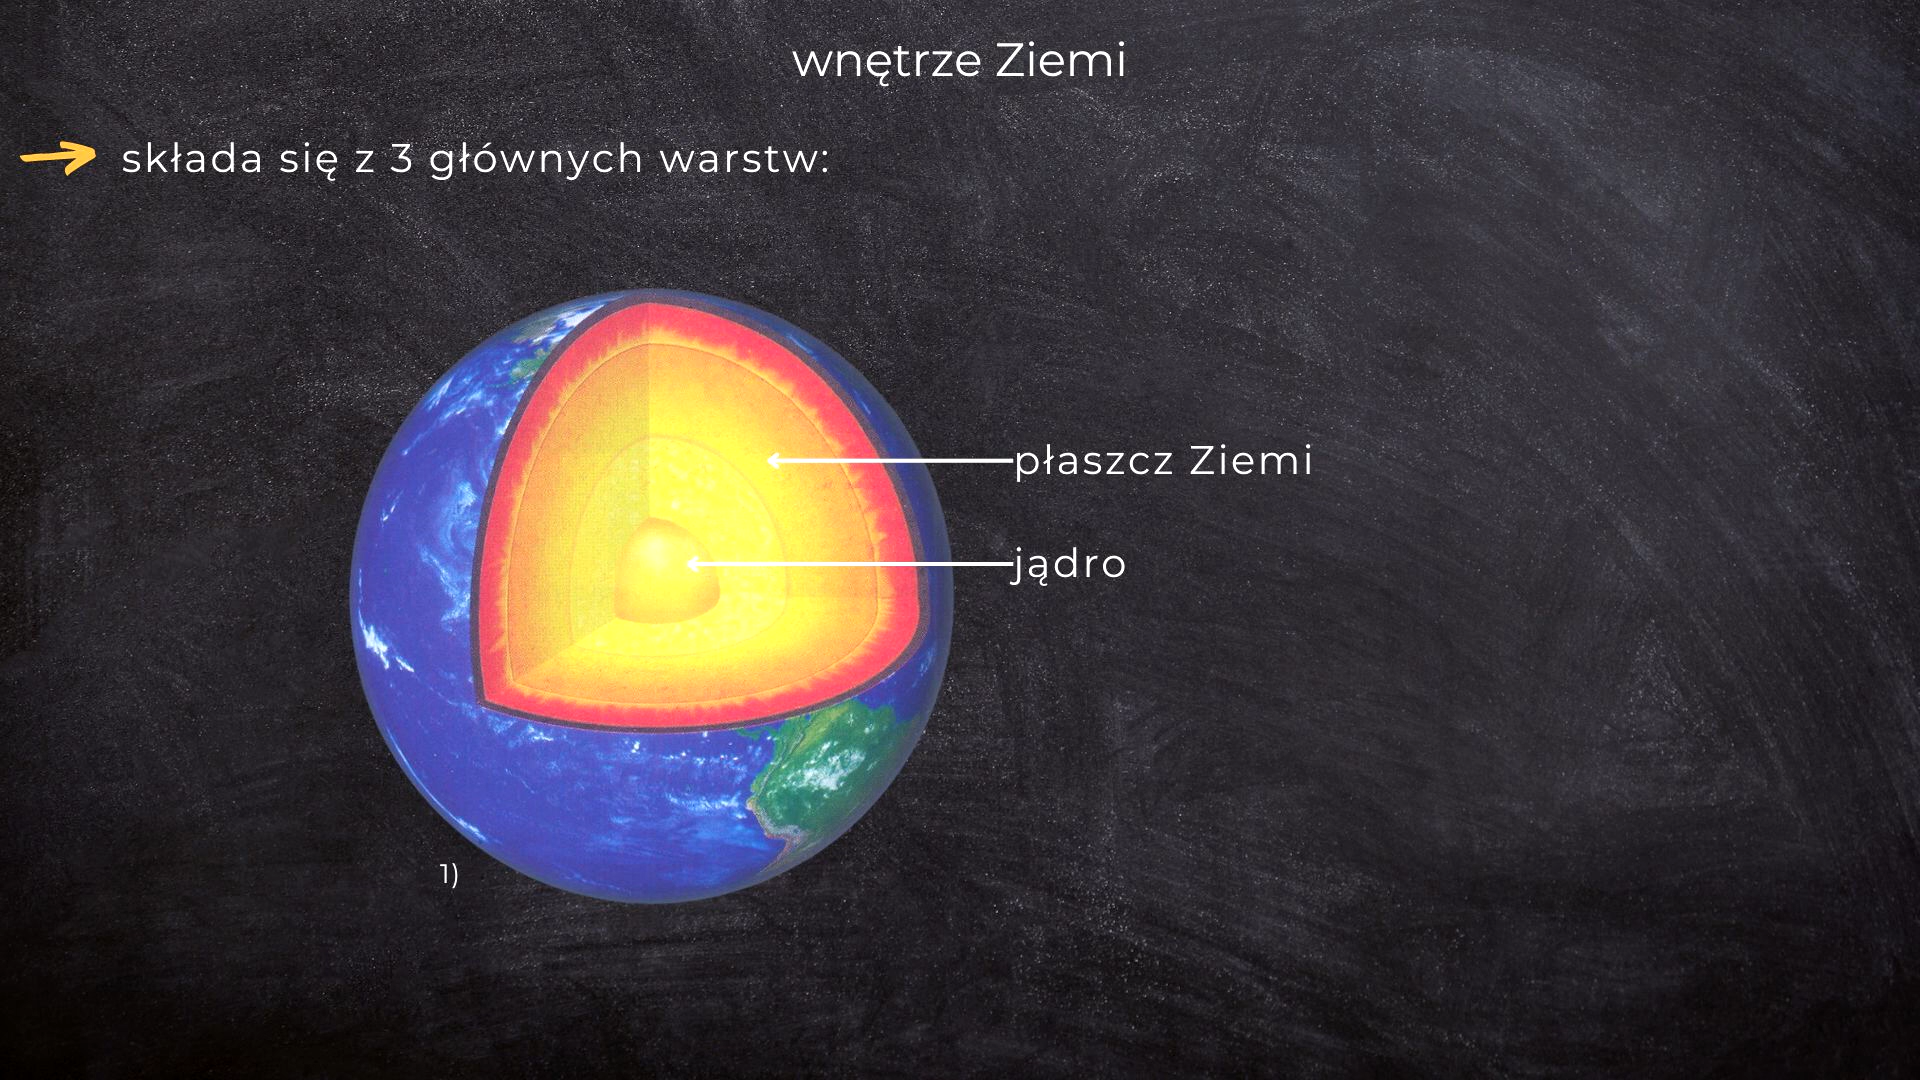 wnętrze Ziemi
składa się z 3 głównych warstw:
płaszcz Ziemi
jądro
1)